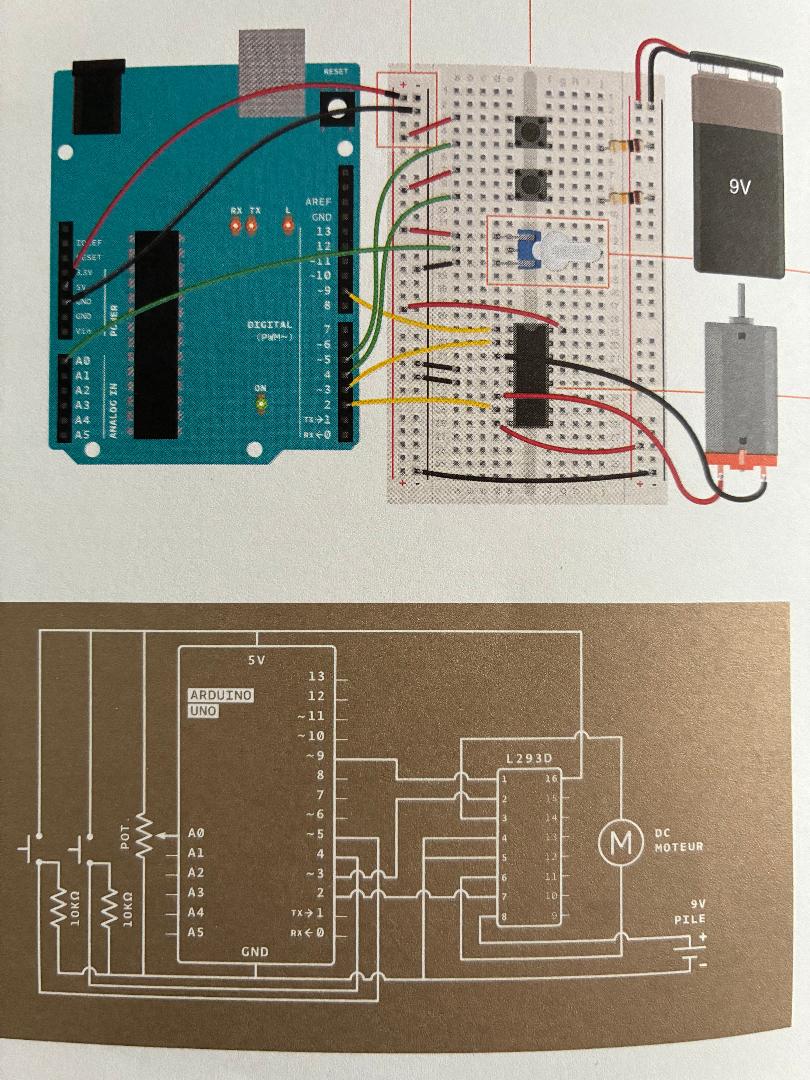 RESET
+
-
AREF
GND
RX TX L
13
12
~11
~10
~9
8
IOREF
RESET
3.3V
5V
GND
GND
Vin
POWER
DIGITAL
(PWM~)
7
~6
~5
4
~3
2
TX→1
RX←0
A0
A1
A2
A3
A4
A5
ANALOG IN
ON
9V
+
-
+
-
5V
ARDUINO
UNO
13
12
~11
~10
~9
8
7
~6
~5
4
~3
2
TX→1
RX←0
A0
A1
A2
A3
A4
A5
GND
POT.
10KΩ
10KΩ
L293D
1 16
2 15
3 14
4 13
5 12
6 11
7 10
8 9
M
DC
MOTEUR
9V
PILE
+
-